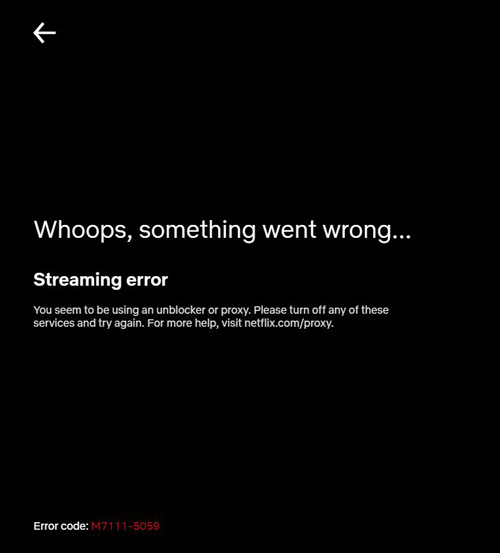 Whoops, something went wrong...
Streaming error
You seem to be using an unblocker or proxy. Please turn off any of these
services and try again. For more help, visit netflix.com/proxy.
Error code: M7111-5059